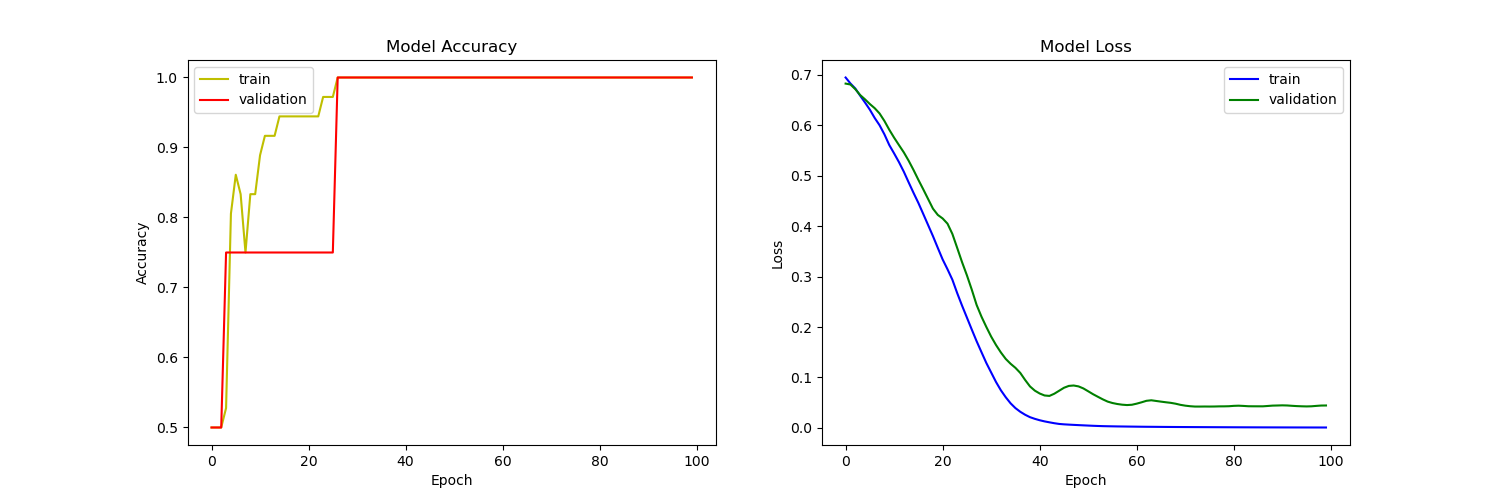 Model Accuracy
train
validation
1.0
0.9
0.8
0.7
0.6
0.5
Accuracy
0 20 40 60 80 100
Epoch
Model Loss
train
validation
0.7
0.6
0.5
0.4
0.3
0.2
0.1
0.0
Loss
0 20 40 60 80 100
Epoch